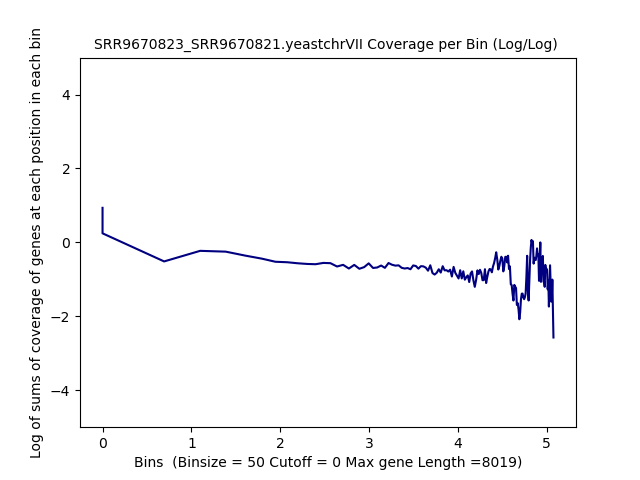 SRR9670823_SRR9670821.yeastchrVII Coverage per Bin (Log/Log)
Log of sums of coverage of genes at each position in each bin
4
2
0
−2
−4
0 1 2 3 4 5
Bins  (Binsize = 50 Cutoff = 0 Max gene Length =8019)